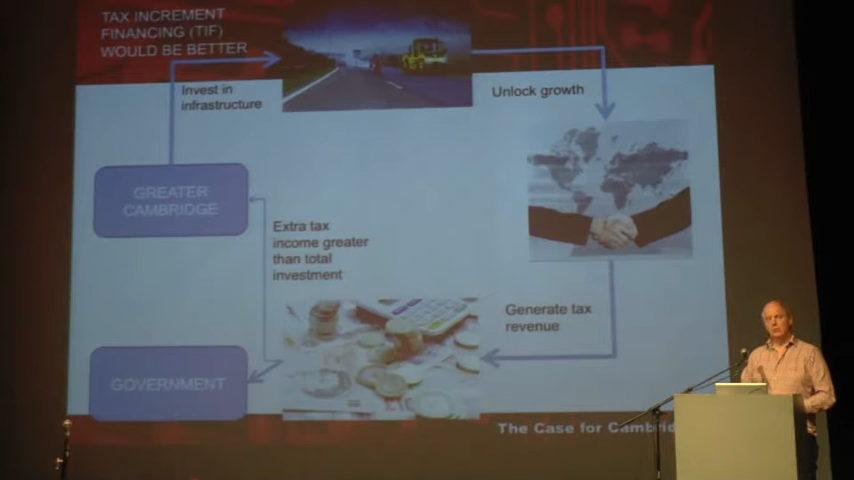 TAX INCREMENT
FINANCING (TIF)
WOULD BE BETTER
Invest in
infrastructure
Unlock growth
GREATER
CAMBRIDGE
Extra tax
income greater
than total
investment
Generate tax
revenue
GOVERNMENT
The Case for Cambrid